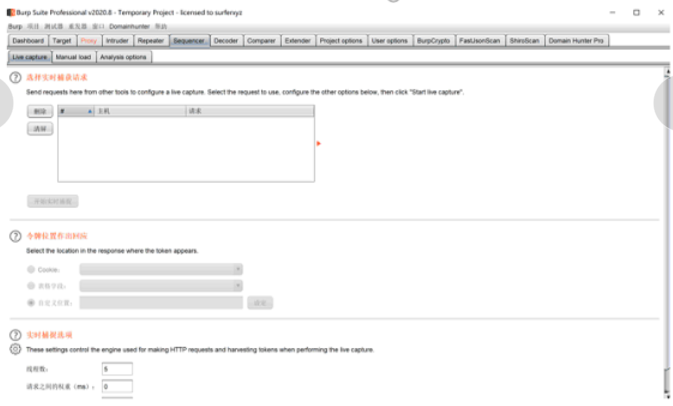 Burp Suite Professional v2020.8 - Temporary Project - licensed to surferxyz
Burp 项目 测试器 重发器 窗口 Domainhunter 帮助
Dashboard Target Proxy Intruder Repeater Sequencer Decoder Comparer Extender Project options User options BurpCrypto FastJsonScan ShiroScan Domain Hunter Pro
Live capture Manual load Analysis options
选择实时捕获请求
Send requests here from other tools to configure a live capture. Select the request to use, configure the other options below, then click "Start live capture".
删除 # 主机 请求
清屏
开始实时捕获
令牌位置作出回应
Select the location in the response where the token appears.
Cookie:
表格字段:
自定义位置:
实时捕捉选项
These settings control the engine used for making HTTP requests and harvesting tokens when performing the live capture.
线程数: 5
请求之间的权重 (ms) : 0